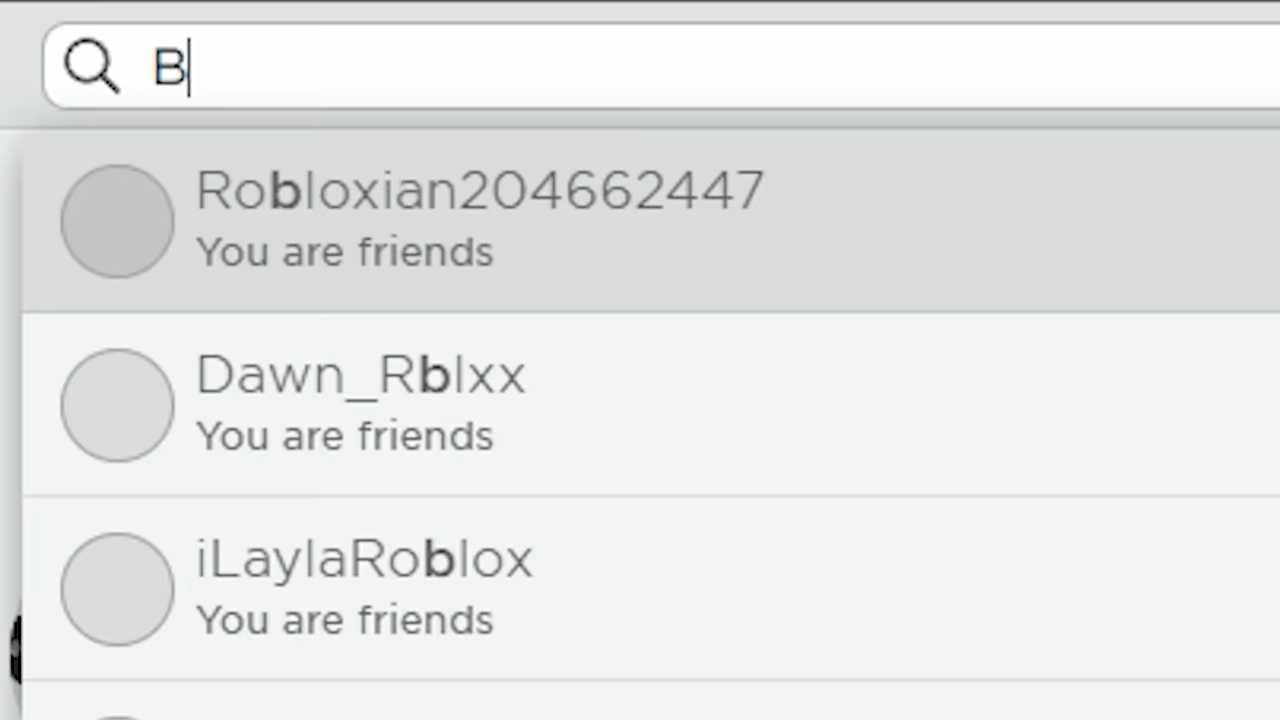 B
Robloxian204662447
You are friends
Dawn_Rblxx
You are friends
iLaylaRoblox
You are friends